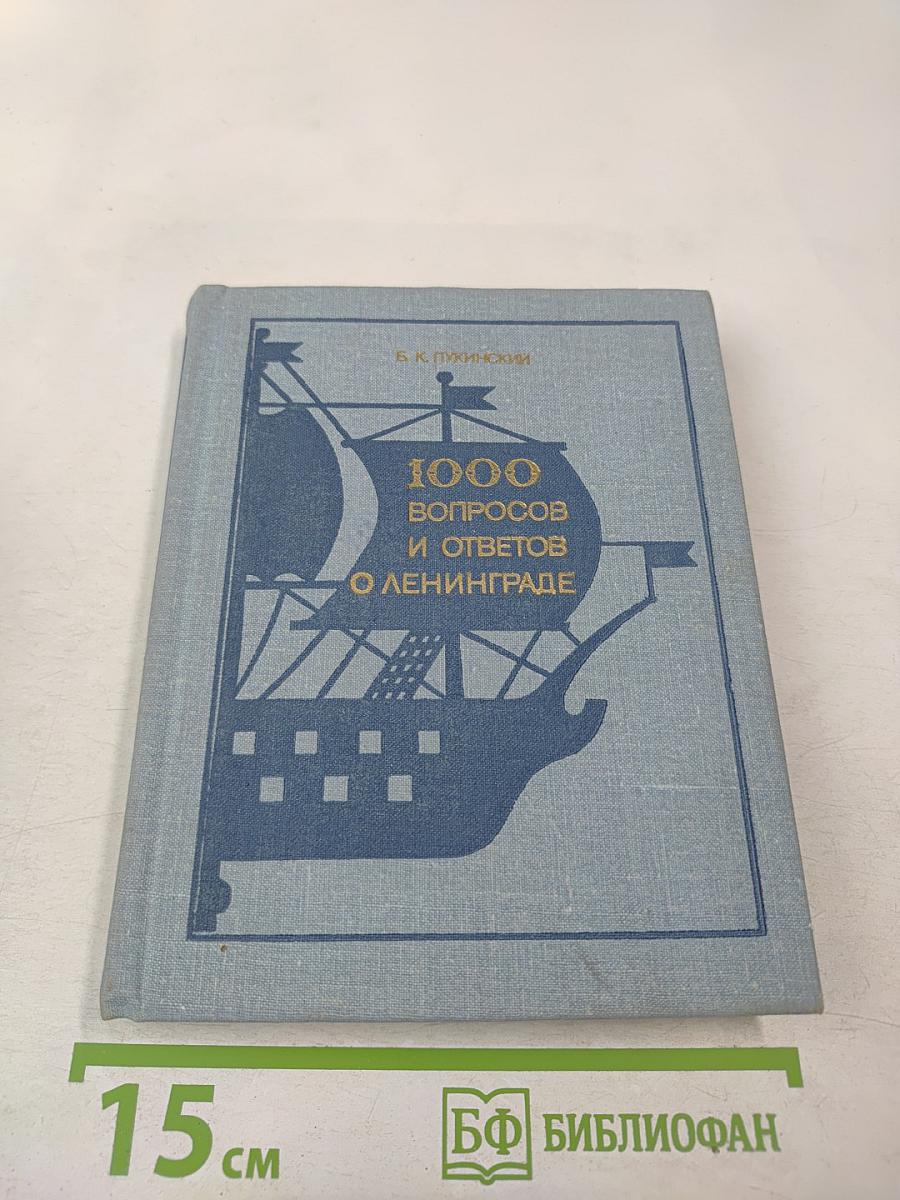 Б. К. ПУКИНСКИЙ
1000
ВОПРОСОВ
И ОТВЕТОВ
О ЛЕНИНГРАДЕ
15 см
БФ БИБЛИОФАН